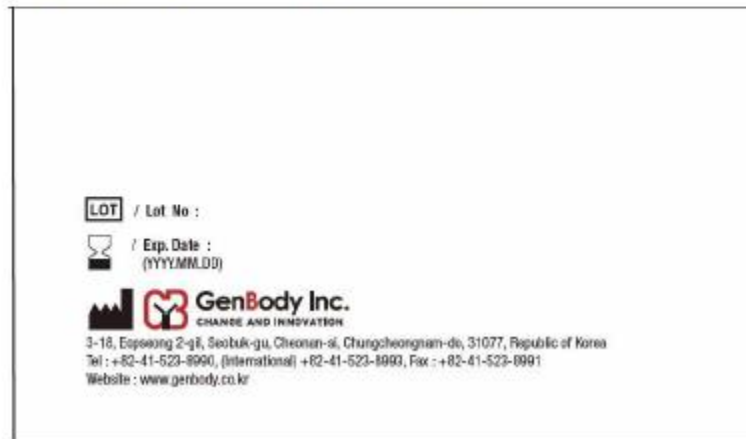 LOT / Lot No :
/ Exp. Date :
(YYYY.MM.DD)
GenBody Inc.
CHANGE AND INNOVATION
3-18, Eopseong 2-gil, Seobuk-gu, Cheonan-si, Chungcheongnam-do, 31077, Republic of Korea
Tel : +82-41-523-8990, (International) +82-41-523-8993, Fax : +82-41-523-8991
Website : www.genbody.co.kr